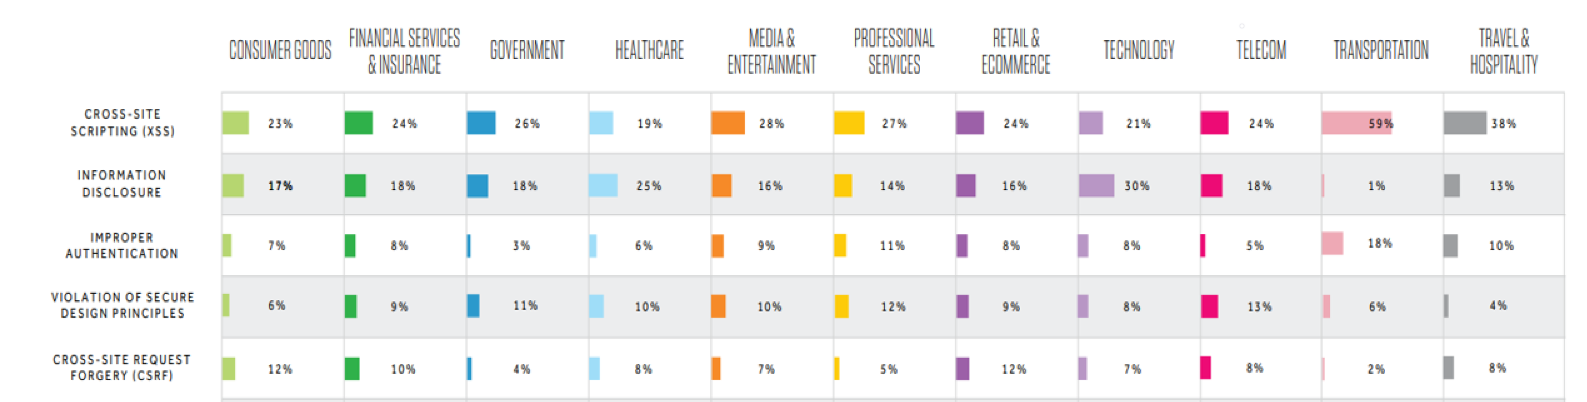 CONSUMER GOODS
FINANCIAL SERVICES
& INSURANCE
GOVERNMENT
HEALTHCARE
MEDIA &
ENTERTAINMENT
PROFESSIONAL
SERVICES
RETAIL &
ECOMMERCE
TECHNOLOGY
TELECOM
TRANSPORTATION
TRAVEL &
HOSPITALITY
CROSS-SITE
SCRIPTING (XSS)
23% 24% 26% 19% 28% 27% 24% 21% 24% 59% 38%
INFORMATION
DISCLOSURE
17% 18% 18% 25% 16% 14% 16% 30% 18% 1% 13%
IMPROPER
AUTHENTICATION
7% 8% 3% 6% 9% 11% 8% 8% 5% 18% 10%
VIOLATION OF SECURE
DESIGN PRINCIPLES
6% 9% 11% 10% 10% 12% 9% 8% 13% 6% 4%
CROSS-SITE REQUEST
FORGERY (CSRF)
12% 10% 4% 8% 7% 5% 12% 7% 8% 2% 8%